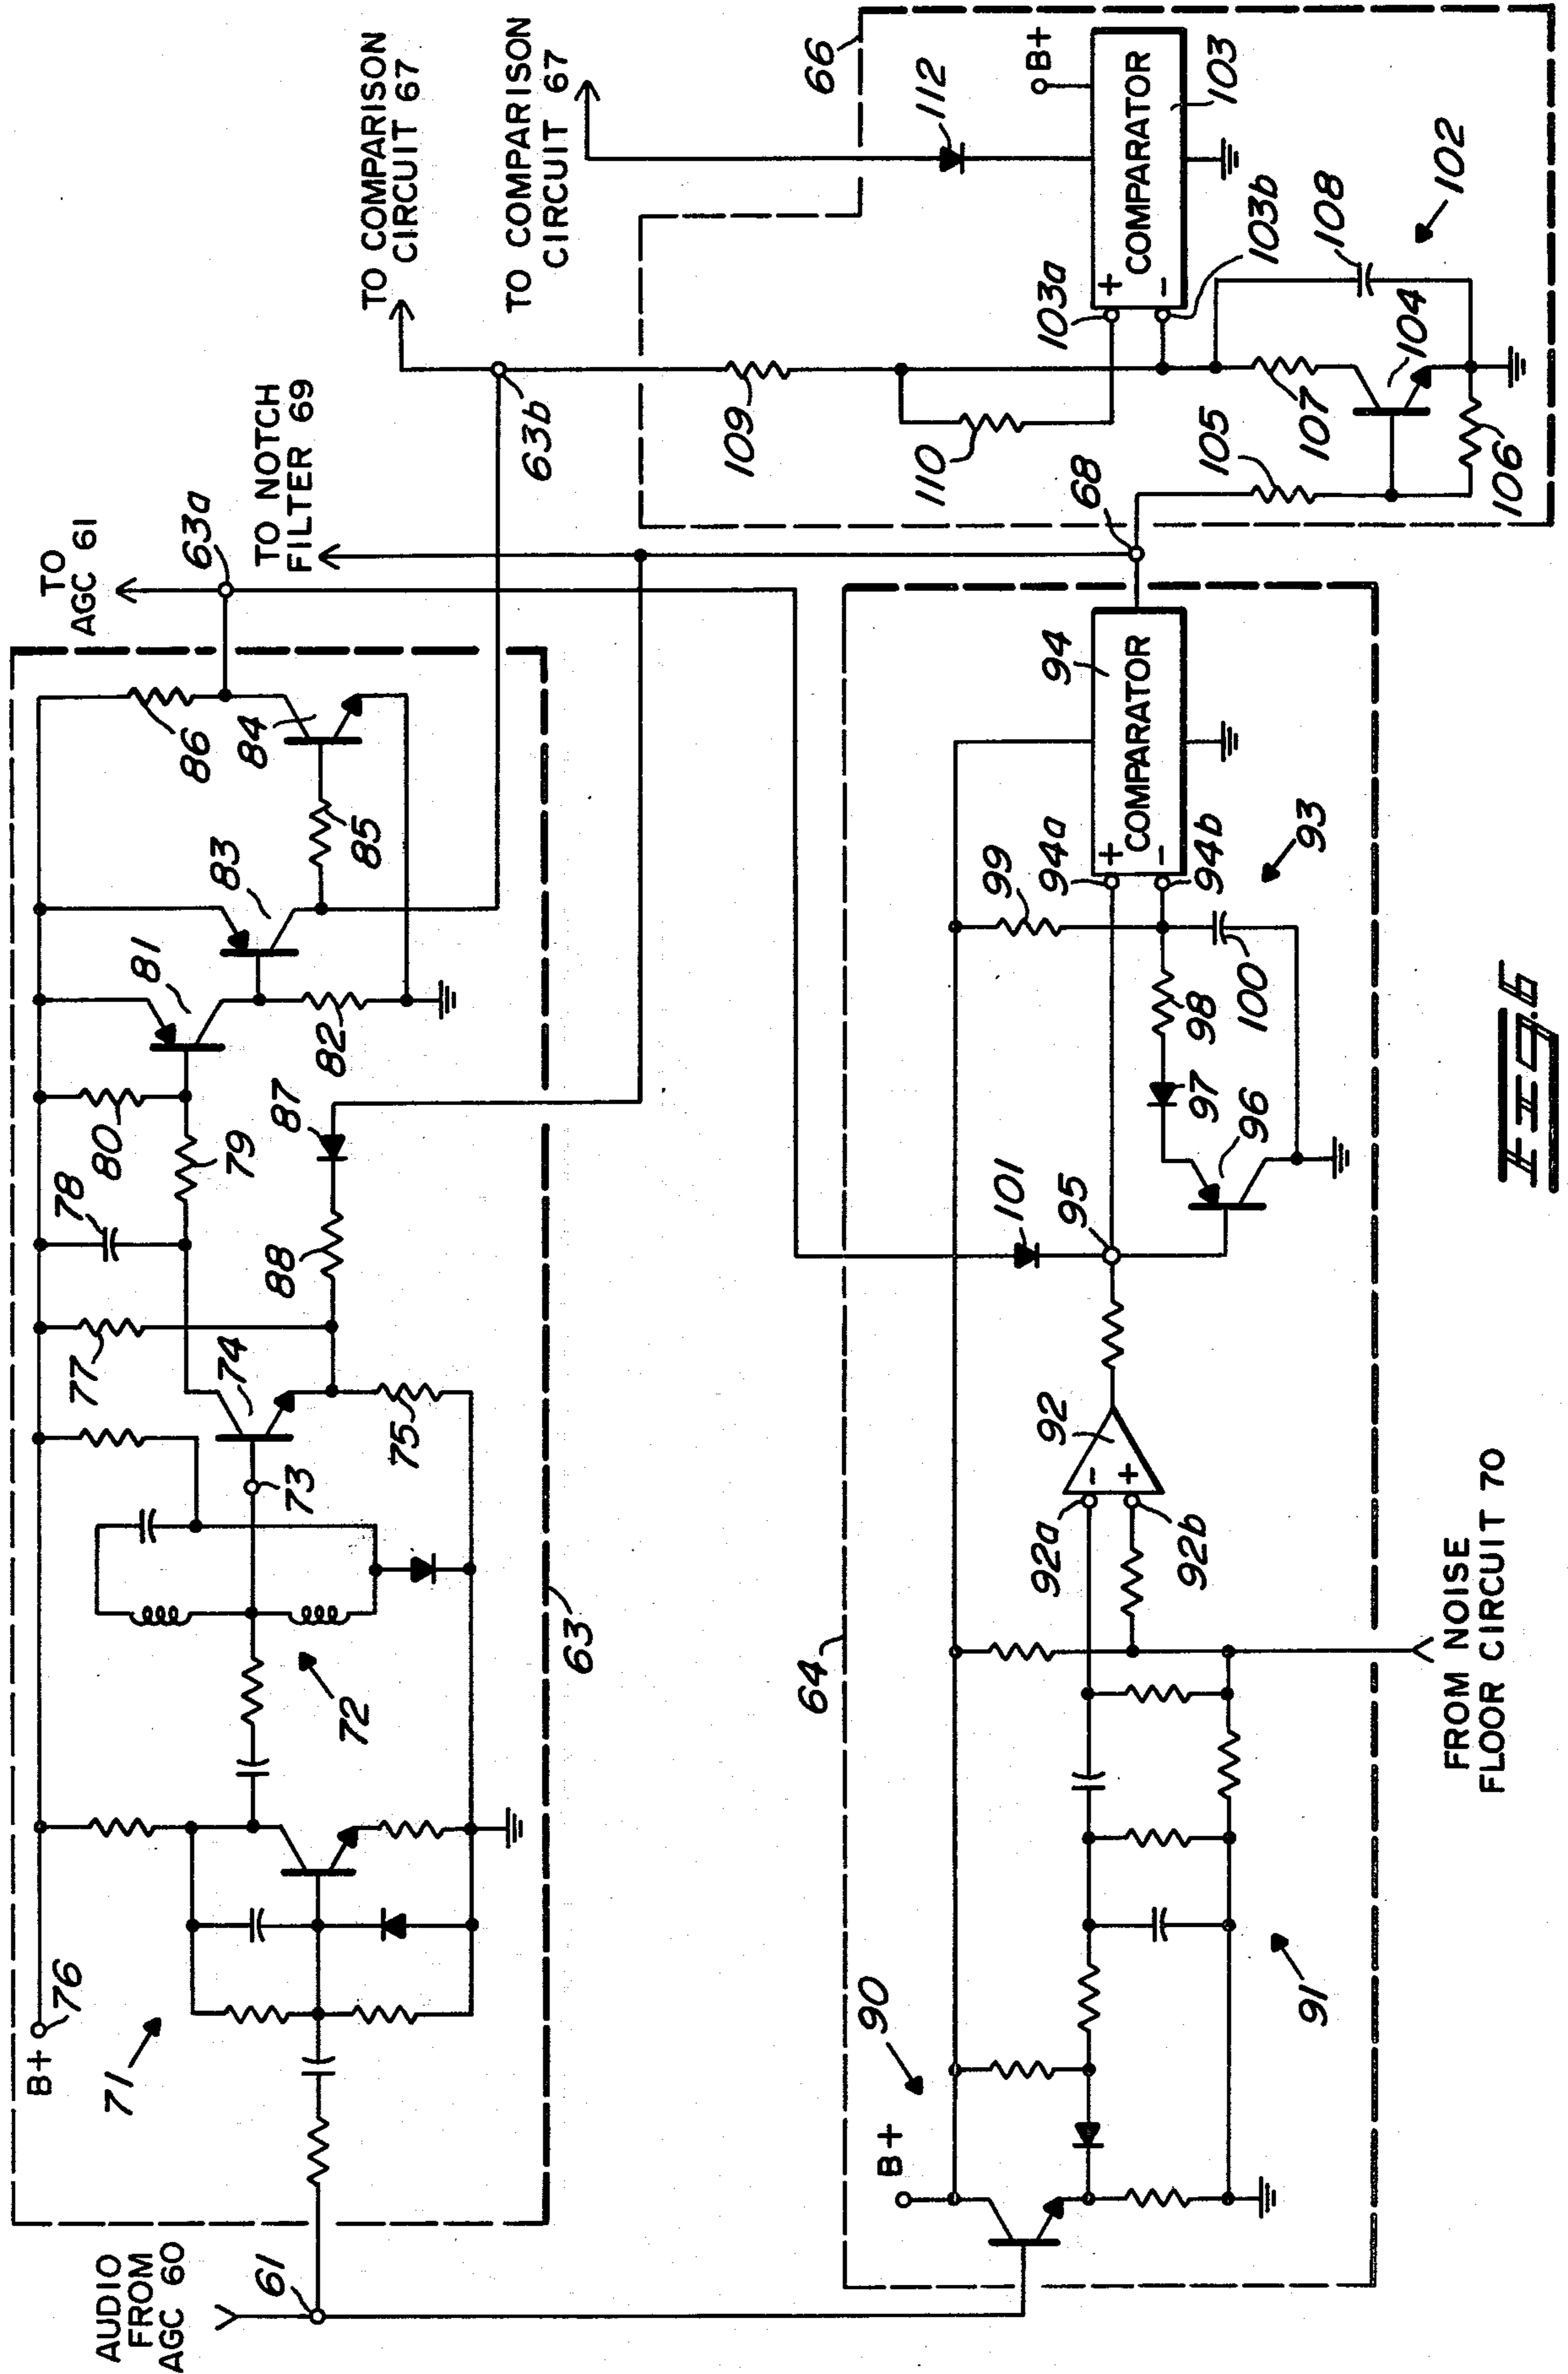 AUDIO
FROM
AGC 60
61
B+
76
71
72
73
74
75
77
78
79
80
81
82
83
84
85
86
87
88
63
TO
AGC 61
63a
TO NOTCH
FILTER 69
63b
TO COMPARISON
CIRCUIT 67
TO COMPARISON
CIRCUIT 67
64
B+
90
91
92a
92b
-
+
92
95
101
96
97
98
99
100
94a
94b
93
+
-
COMPARATOR
94
68
FROM NOISE
FLOOR CIRCUIT 70
66
109
110
105
106
107
104
108
102
103a
103b
+
-
COMPARATOR
103
112
B+
FIG. 6